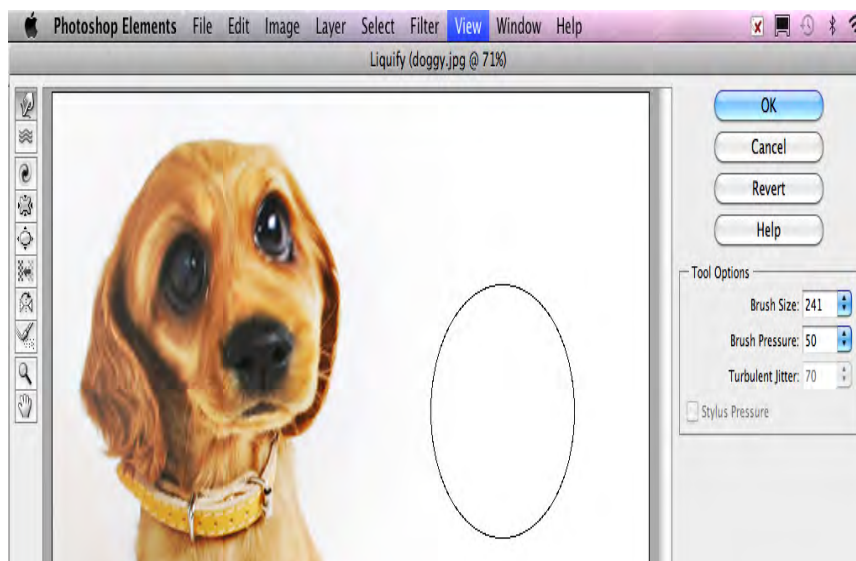 Photoshop Elements File Edit Image Layer Select Filter View Window Help
Liquify (doggy.jpg @ 71%)
OK
Cancel
Revert
Help
Tool Options
Brush Size: 241
Brush Pressure: 50
Turbulent Jitter: 70
Stylus Pressure